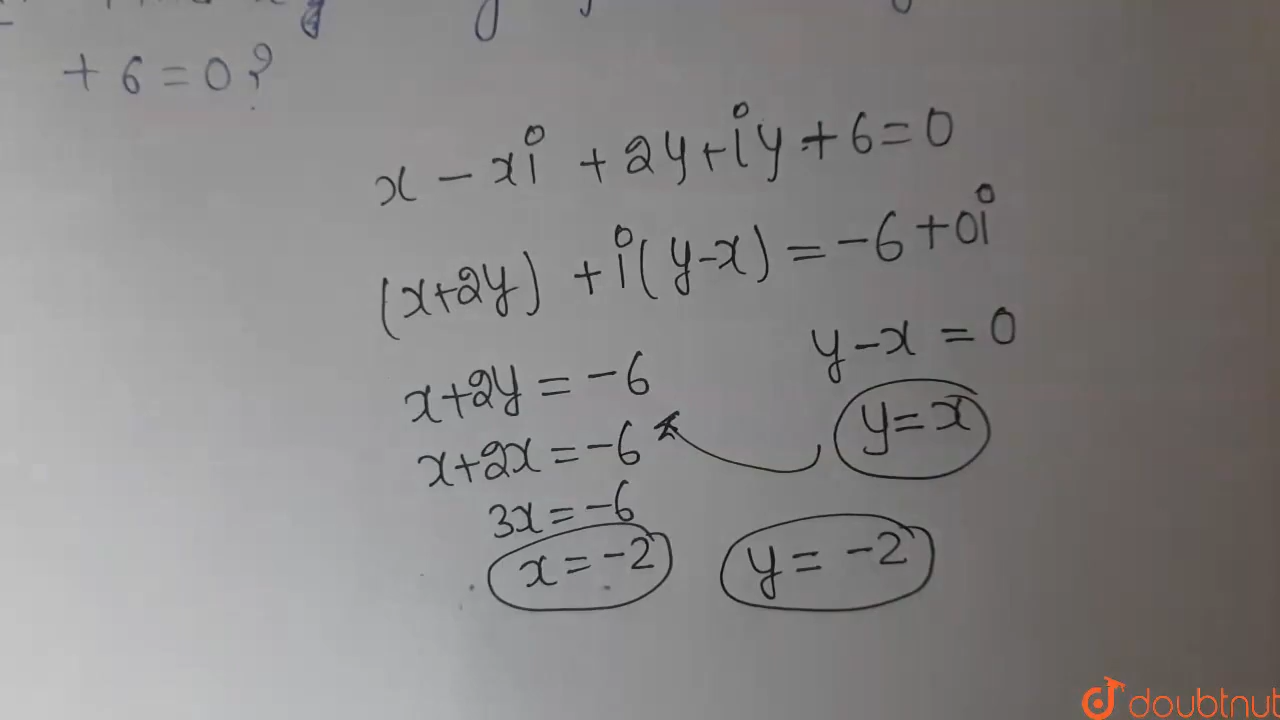 + 6 = 0 ?
x - xi + 2y + iy + 6 = 0
(x+2y) + i(y-x) = -6 + 0i
x+2y = -6
y - x = 0
x+2x = -6
y = x
3x = -6
x = -2
y = -2
doubtnut